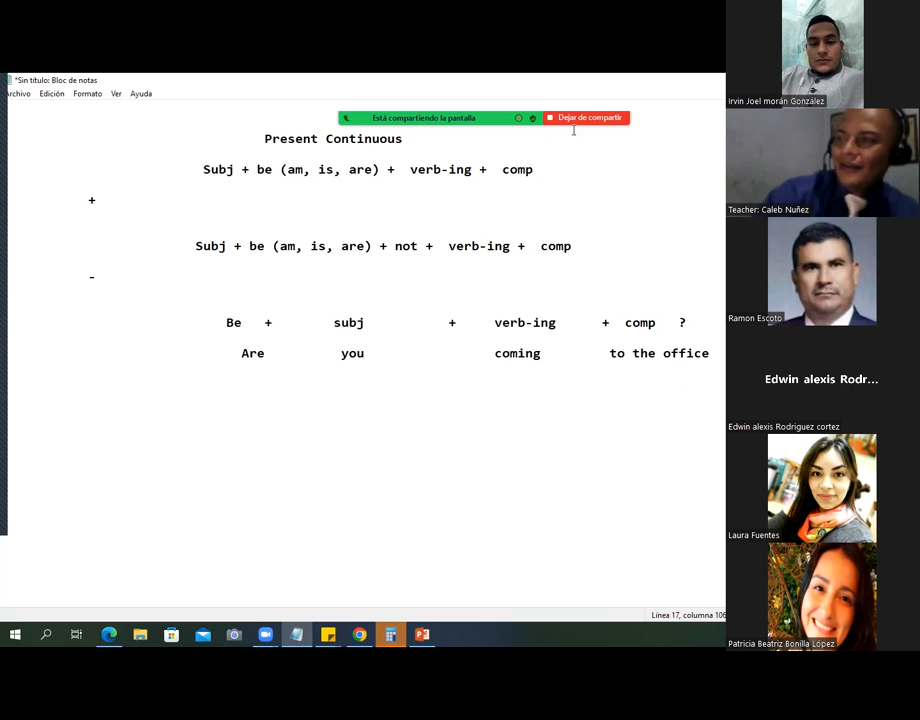 *Sin título: Bloc de notas
Archivo Edición Formato Ver Ayuda
Está compartiendo la pantalla Dejar de compartir
Present Continuous
Subj + be (am, is, are) + verb-ing + comp
+
Subj + be (am, is, are) + not + verb-ing + comp
-
Be + subj + verb-ing + comp ?
Are you coming to the office
Línea 17, columna 106
Irvin Joel morán González
Teacher: Caleb Nuñez
Ramon Escoto
Edwin alexis Rodr...
Edwin alexis Rodriguez cortez
Laura Fuentes
Patricia Beatriz Bonilla López